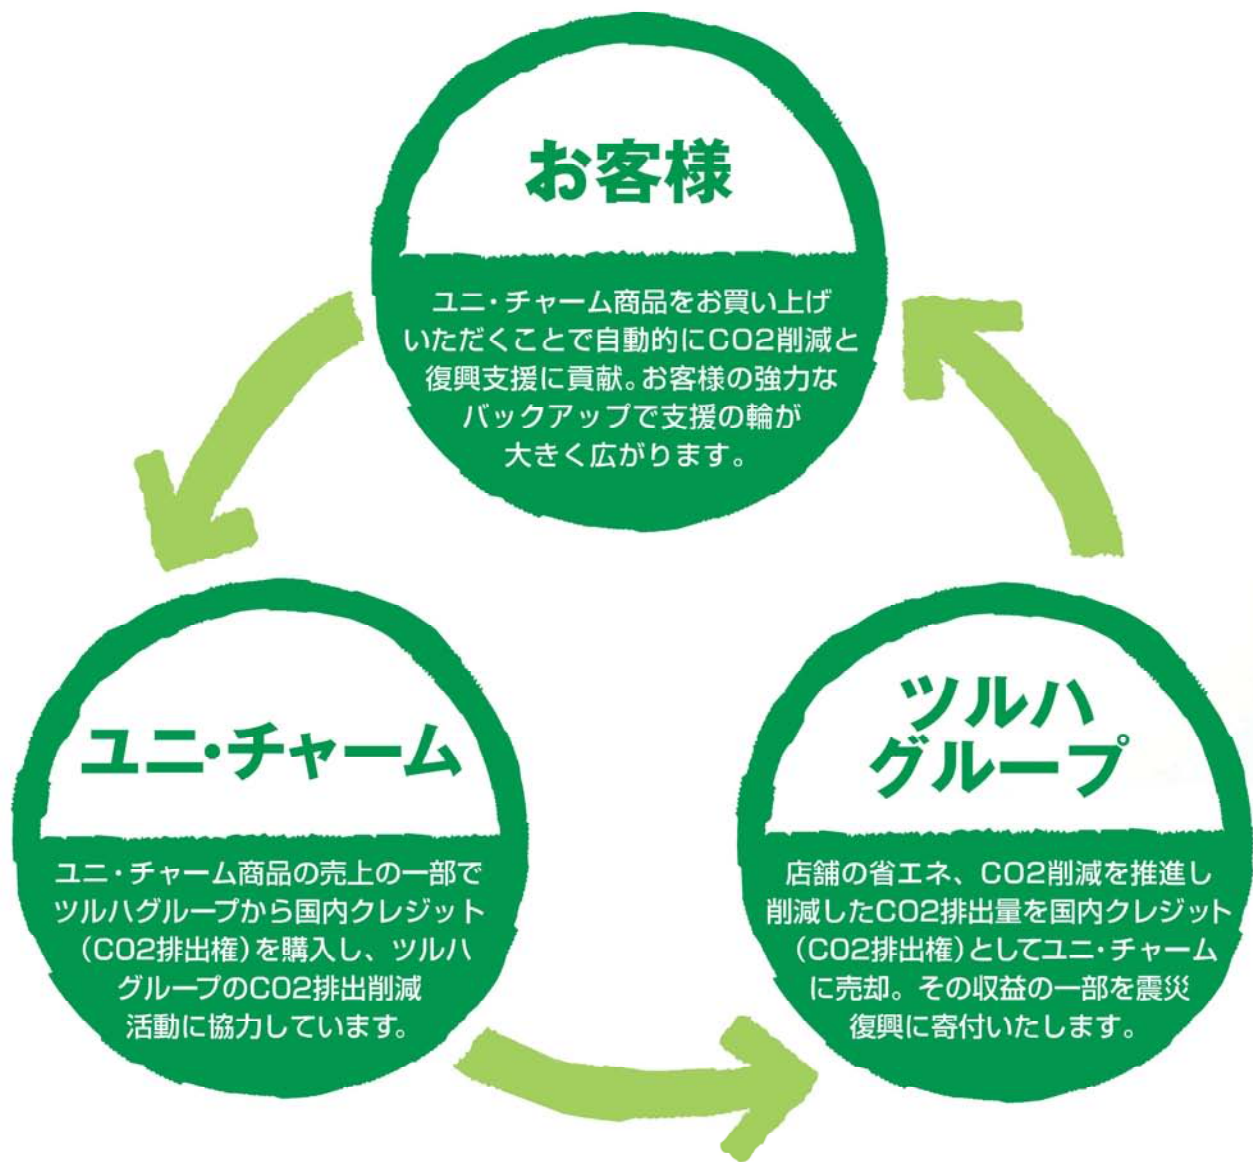 お客様
ユニ・チャーム商品をお買い上げ
いただくことで自動的にCO2削減と
復興支援に貢献。お客様の強力な
バックアップで支援の輪が
大きく広がります。
ユニ・チャーム
ユニ・チャーム商品の売上の一部で
ツルハグループから国内クレジット
（CO2排出権）を購入し、ツルハ
グループのCO2排出削減
活動に協力しています。
ツルハ
グループ
店舗の省エネ、CO2削減を推進し
削減したCO2排出量を国内クレジット
（CO2排出権）としてユニ・チャーム
に売却。その収益の一部を震災
復興に寄付いたします。